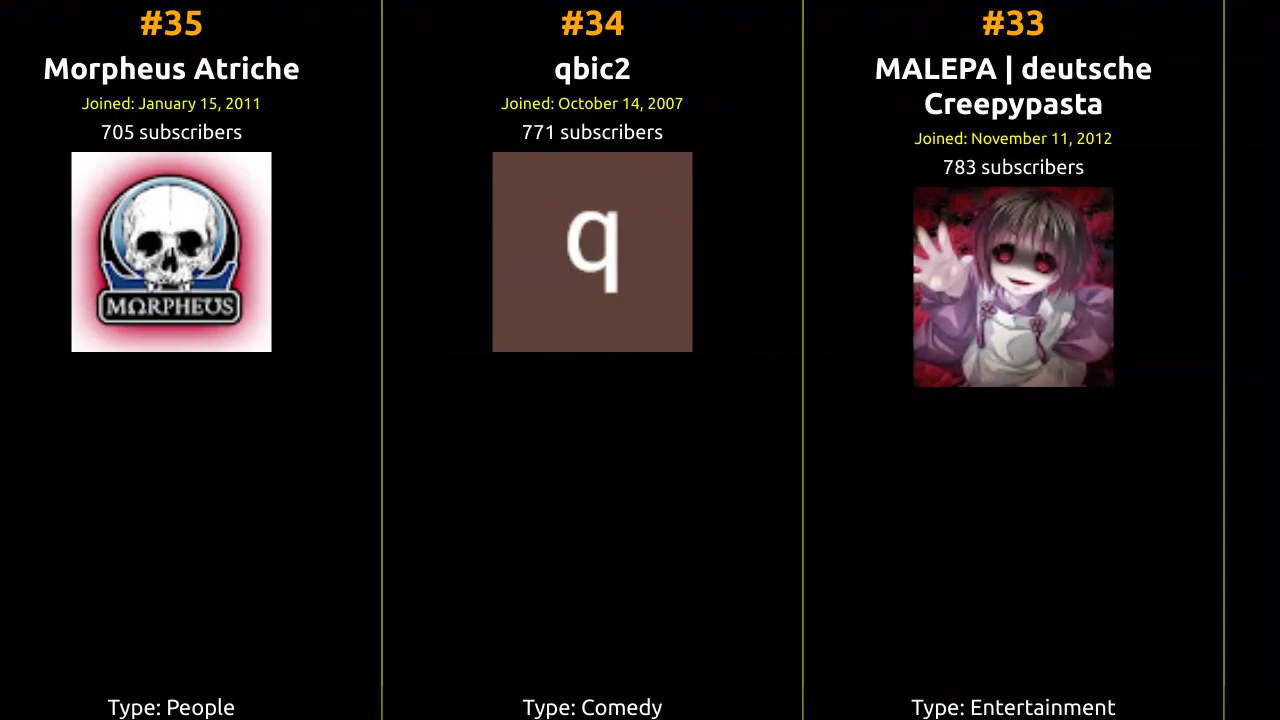 #35
Morpheus Atriche
Joined: January 15, 2011
705 subscribers
MΩRPHEUS
Type: People
#34
qbic2
Joined: October 14, 2007
771 subscribers
q
Type: Comedy
#33
MALEPA | deutsche
Creepypasta
Joined: November 11, 2012
783 subscribers
Type: Entertainment